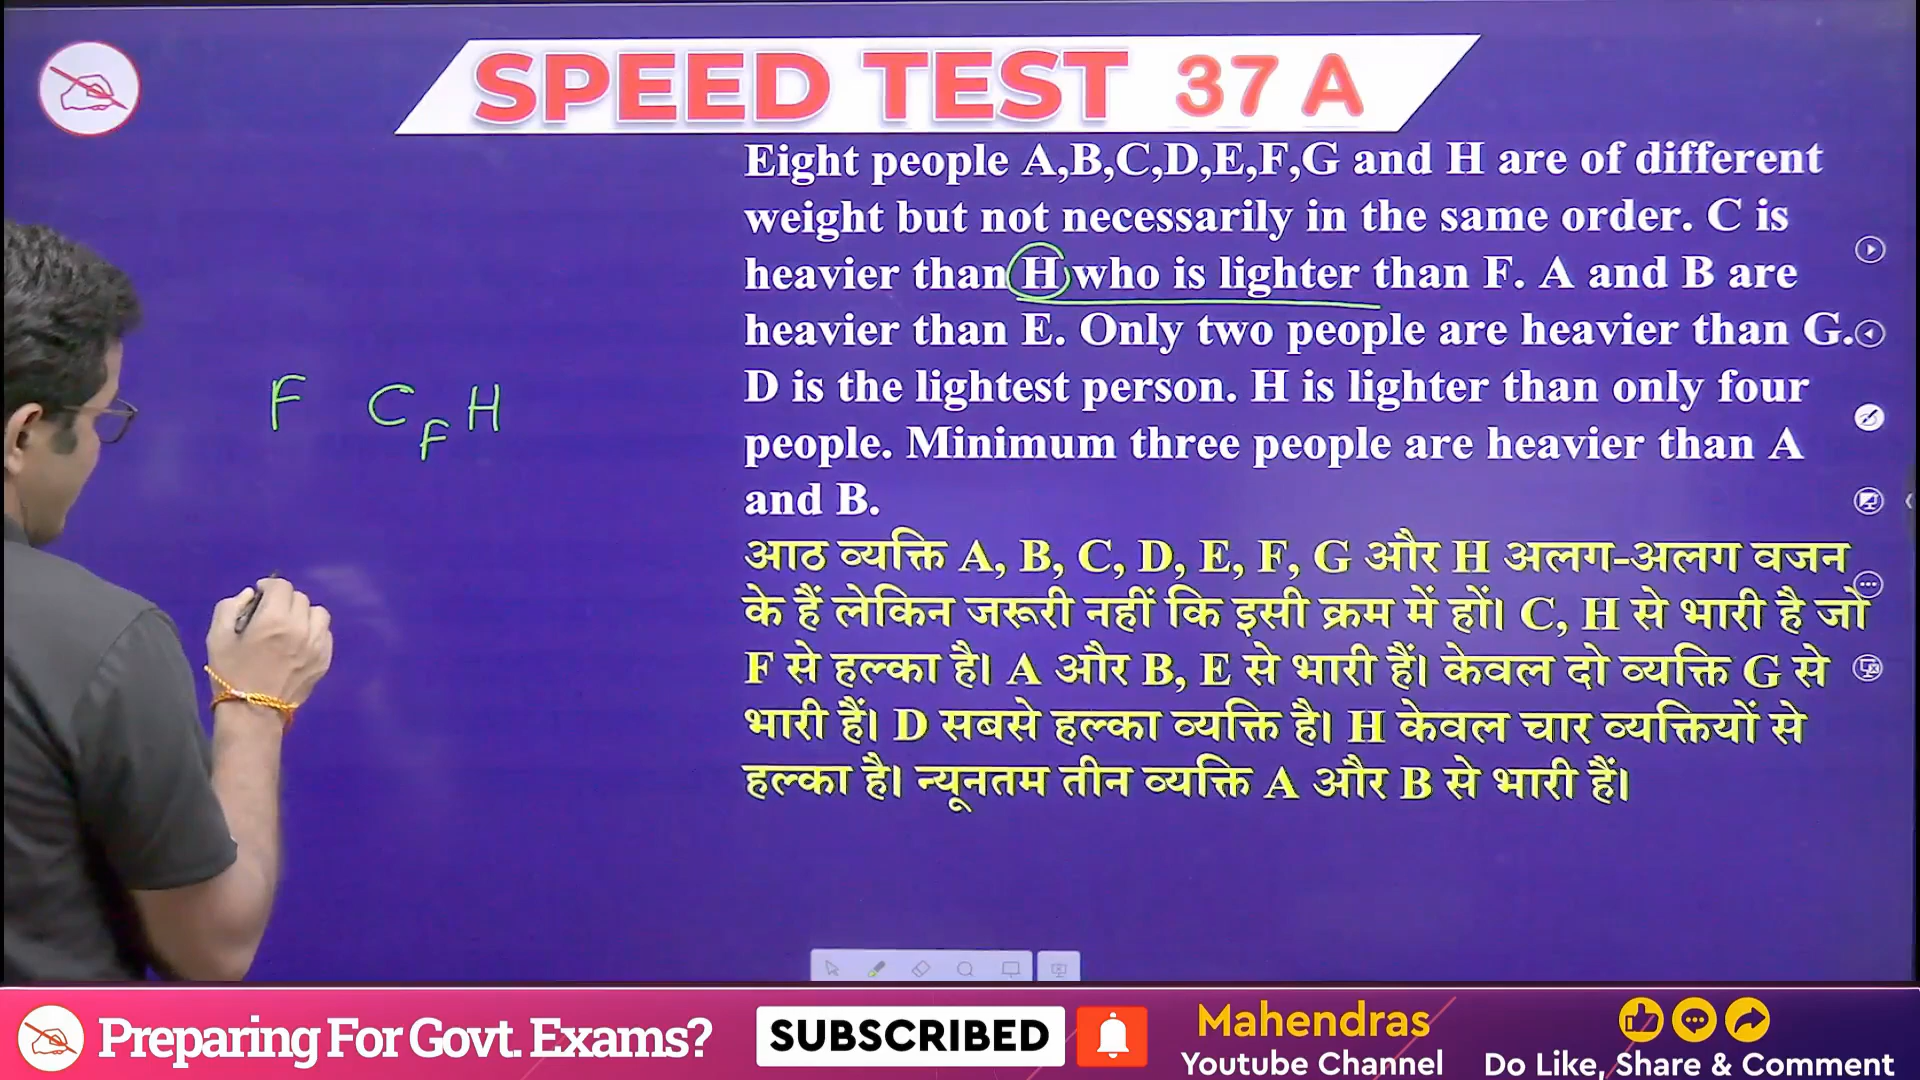 SPEED TEST 37 A
Eight people A,B,C,D,E,F,G and H are of different
weight but not necessarily in the same order. C is
heavier than H who is lighter than F. A and B are
heavier than E. Only two people are heavier than G.
D is the lightest person. H is lighter than only four
people. Minimum three people are heavier than A
and B.
आठ व्यक्ति A, B, C, D, E, F, G और H अलग-अलग वजन
के हैं लेकिन जरूरी नहीं कि इसी क्रम में हों। C, H से भारी है जो
F से हल्का है। A और B, E से भारी हैं। केवल दो व्यक्ति G से
भारी हैं। D सबसे हल्का व्यक्ति है। H केवल चार व्यक्तियों से
हल्का है। न्यूनतम तीन व्यक्ति A और B से भारी हैं।
F C F H
Preparing For Govt. Exams?
SUBSCRIBED
Mahendras
Youtube Channel
Do Like, Share & Comment